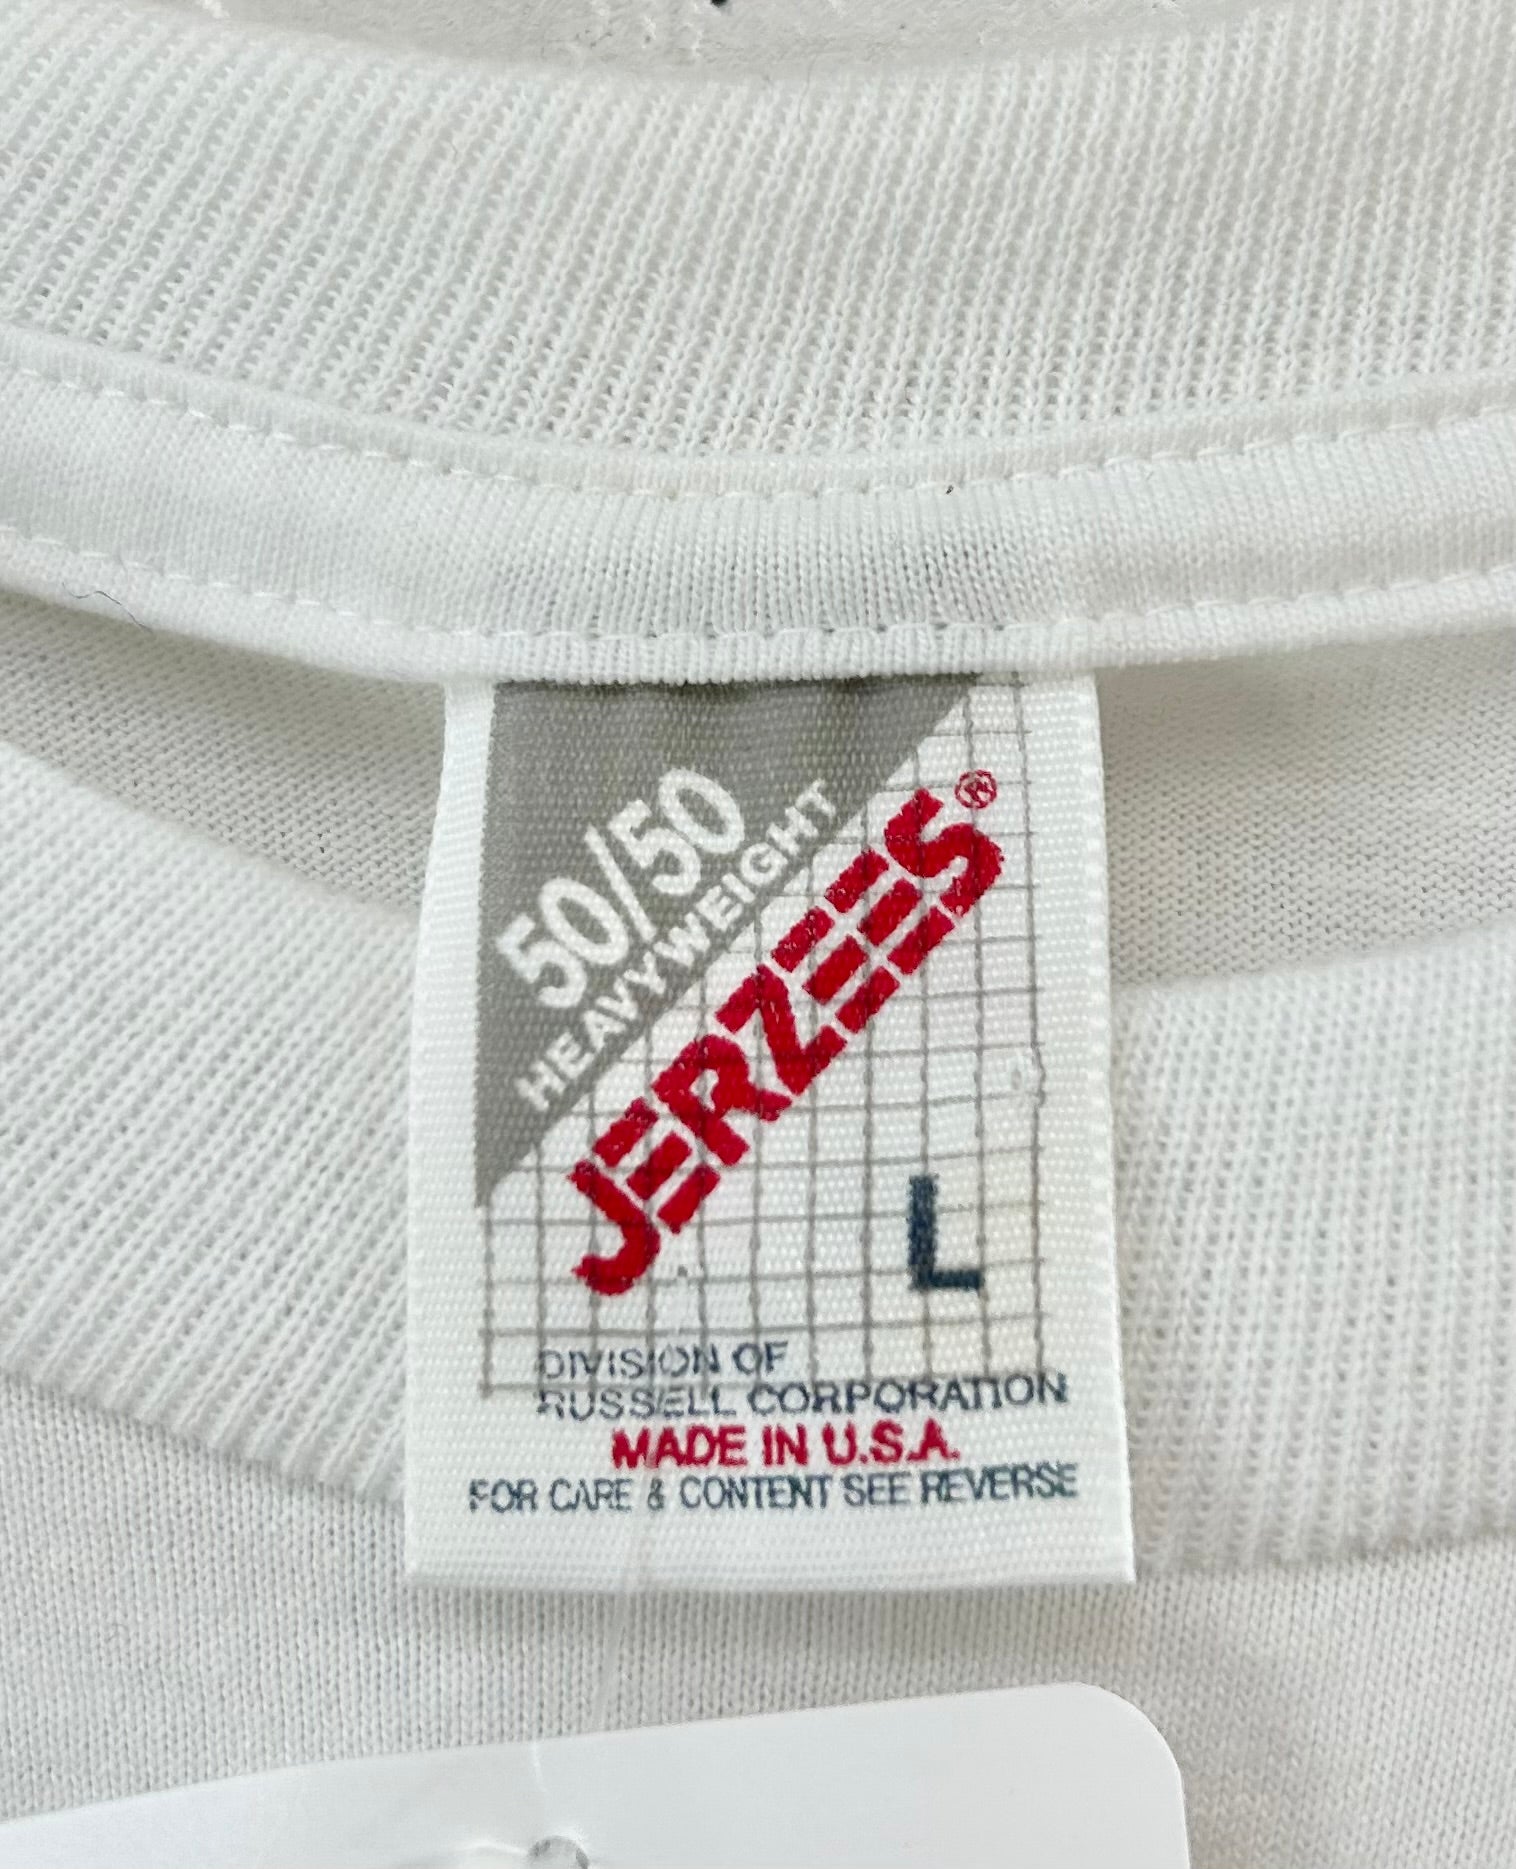 50/50
HEAVYWEIGHT
JERZEES®
L
DIVISION OF
RUSSELL CORPORATION
MADE IN U.S.A.
FOR CARE & CONTENT SEE REVERSE